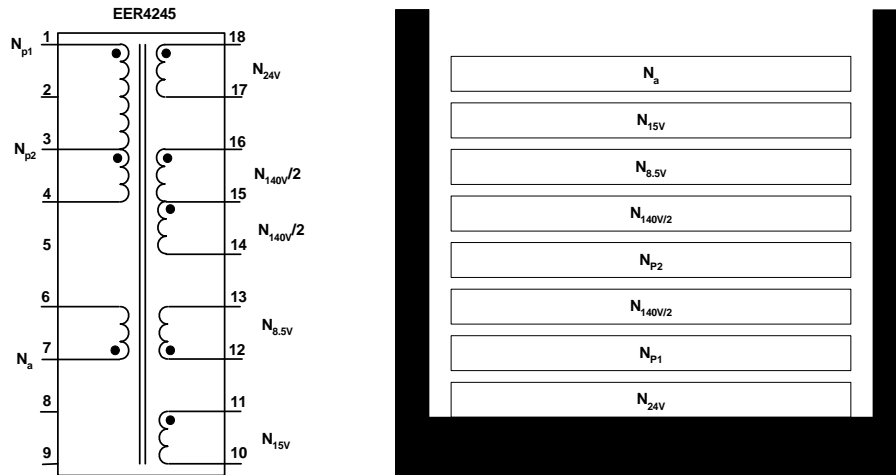 EER4245
1 18
Np1
N24V
2 17
3 16
Np2
N140V/2
4 15
N140V/2
5 14
6 13
N8.5V
7 12
Na
8 11
N15V
9 10
Na
N15V
N8.5V
N140V/2
NP2
N140V/2
NP1
N24V